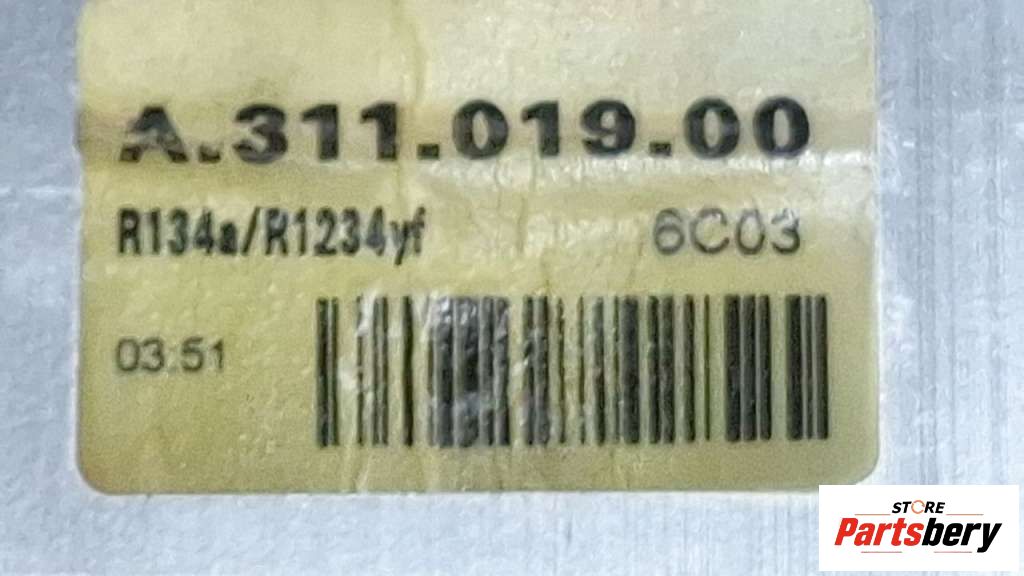 A.311.019.00
R134a/R1234yf 6C03
03:51
STORE
Partsbery